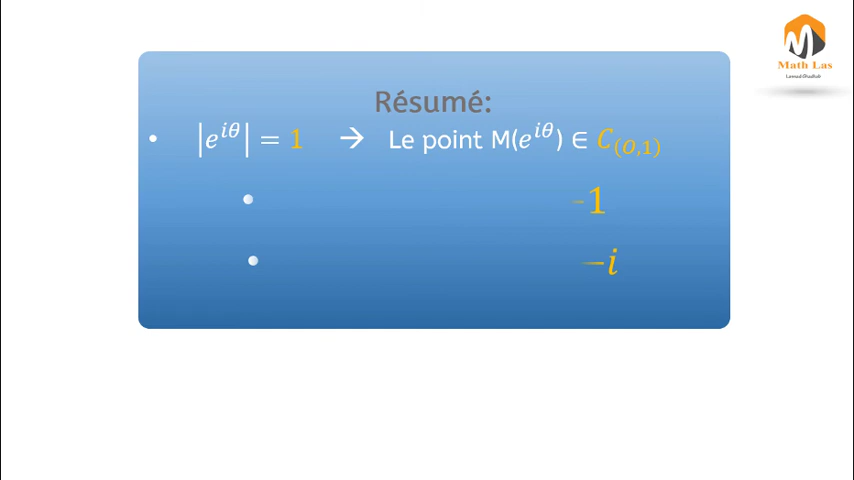 Math Las
Résumé:
• |e^{iθ}| = 1 → Le point M(e^{iθ}) ∈ C_{(O,1)}
• -1
• −i